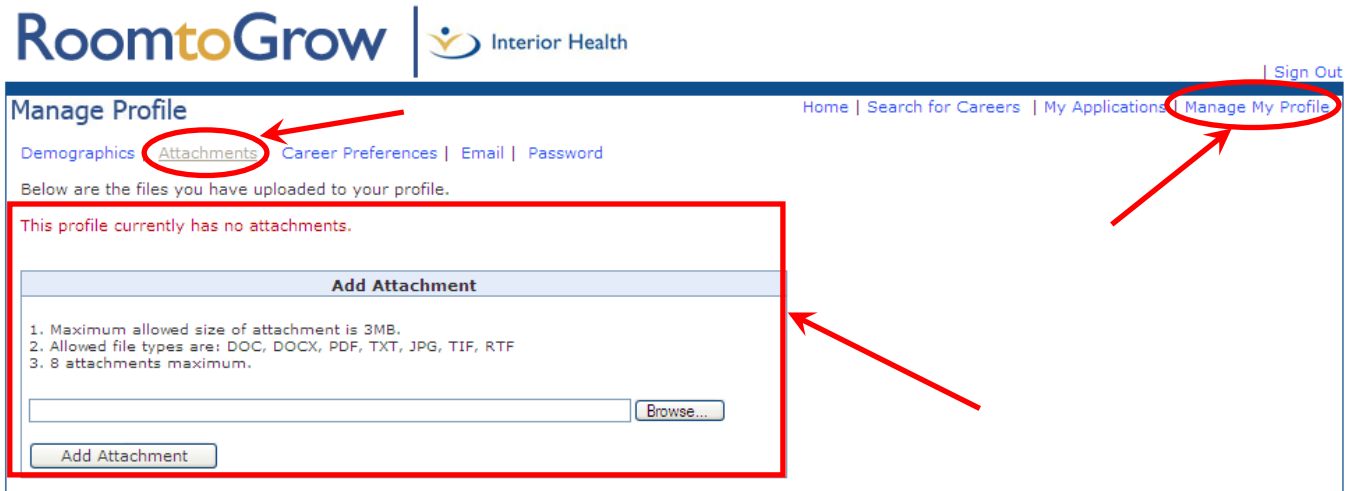 RoomtoGrow Interior Health
| Sign Out
Manage Profile
Home | Search for Careers | My Applications | Manage My Profile
Demographics | Attachments | Career Preferences | Email | Password
Below are the files you have uploaded to your profile.
This profile currently has no attachments.
Add Attachment
1. Maximum allowed size of attachment is 3MB.
2. Allowed file types are: DOC, DOCX, PDF, TXT, JPG, TIF, RTF
3. 8 attachments maximum.
Browse...
Add Attachment